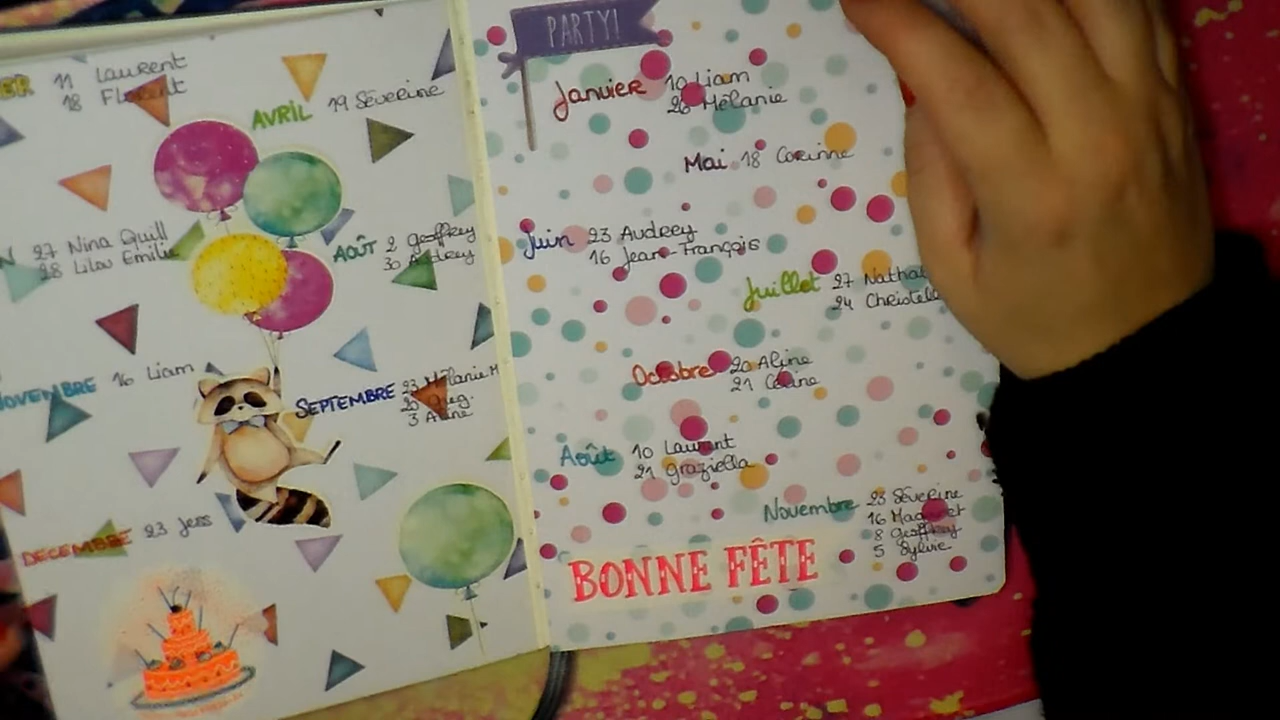 11 Laurent
18 Florent
AVRIL 19 Séverine
27 Nina Quill
28 Lilou Emilie
AOÛT 2 Geoffrey
30 Audrey
NOVEMBRE 16 Liam
SEPTEMBRE 23 Mélanie M
Greg.
3 Aline
DECEMBRE 23 Jess
PARTY!
Janvier 10 Liam
26 Mélanie
Mai 18 Corinne
Juin 23 Audrey
16 Jean-François
Juillet 27
24
Octobre 20 Aline
21 Céline
Août 10 Laurent
21 Graziella
Novembre Séverine
16 Margaret
8 Geoffrey
5 Sylvie
BONNE FÊTE